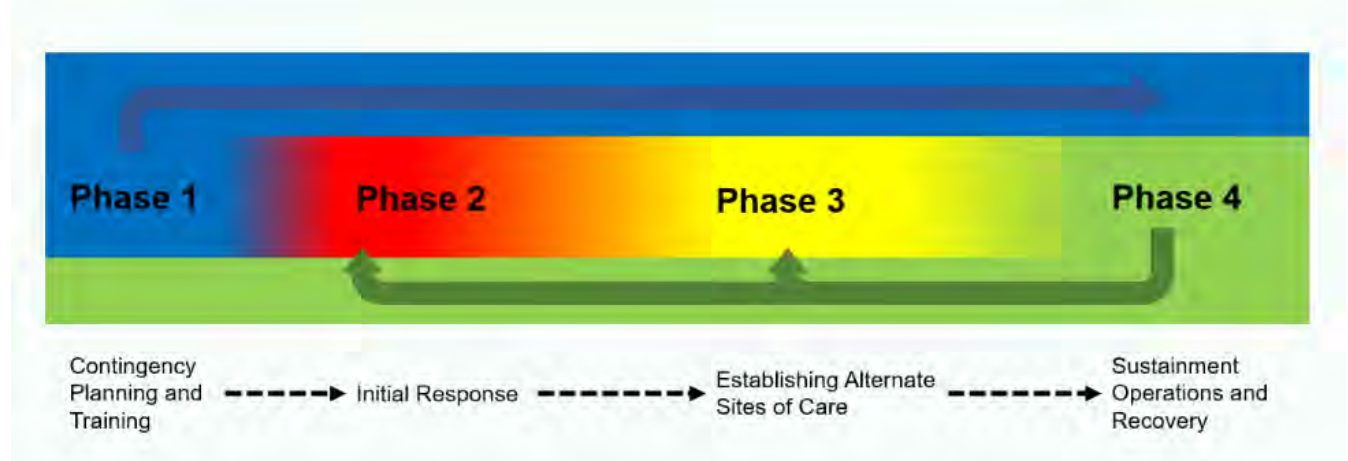 Phase 1
Phase 2
Phase 3
Phase 4
Contingency
Planning and
Training
Initial Response
Establishing Alternate
Sites of Care
Sustainment
Operations and
Recovery